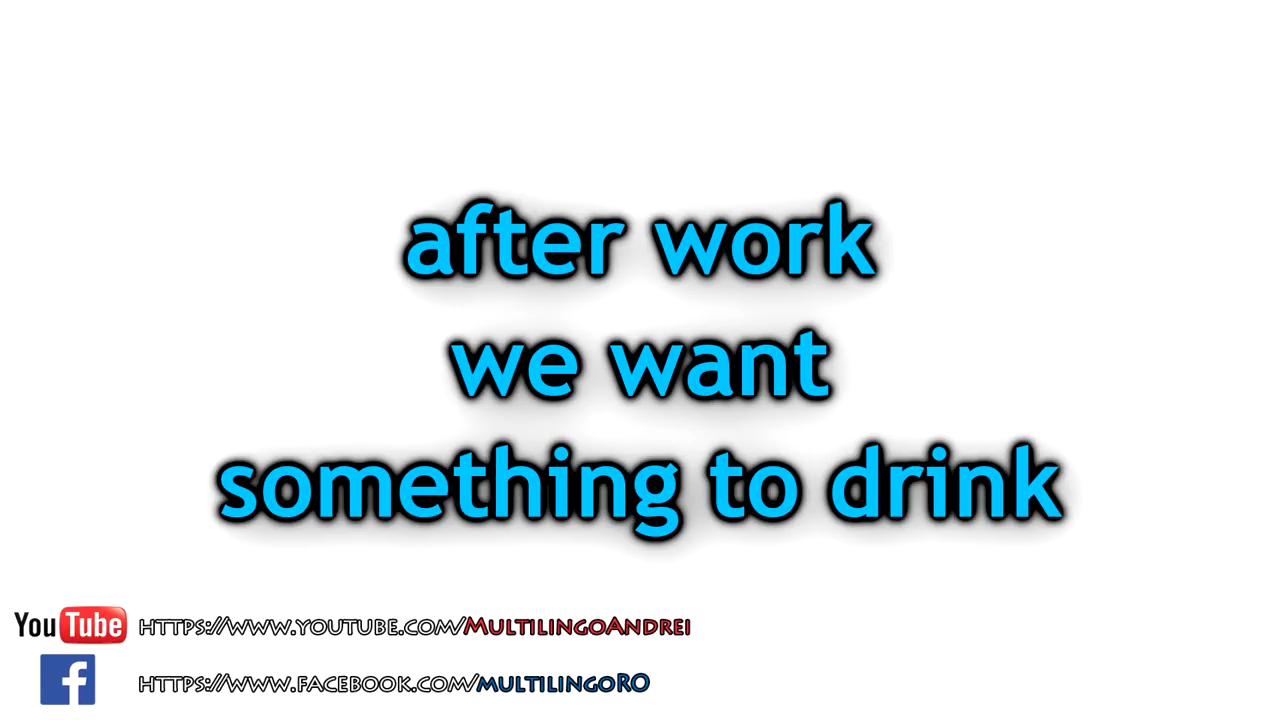 after work
we want
something to drink
YouTube https://www.youtube.com/MultilingoAndrei
f https://www.facebook.com/multilingoRO